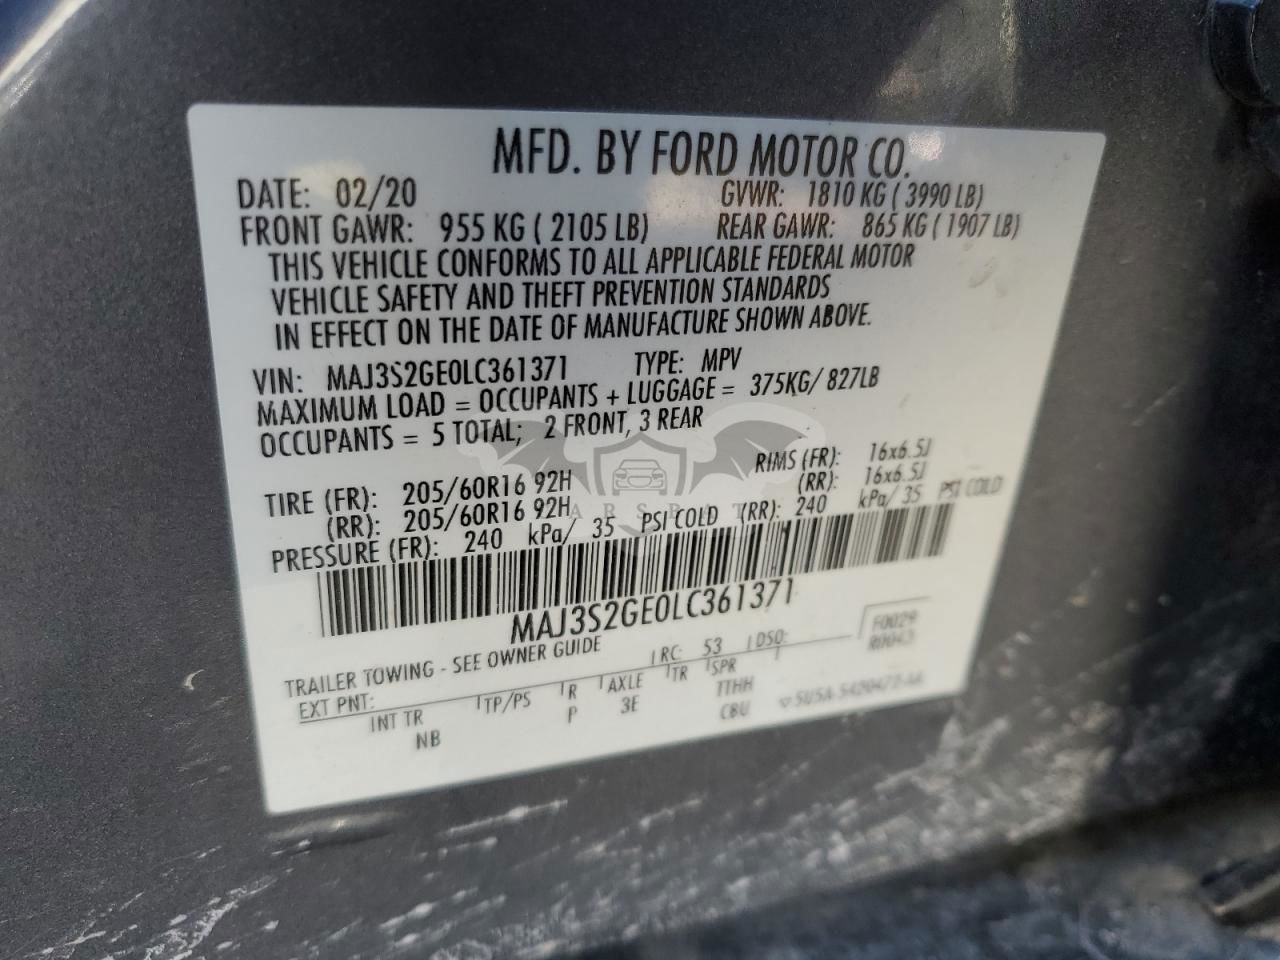 MFD. BY FORD MOTOR CO.
DATE: 02/20 GVWR: 1810 KG ( 3990 LB)
FRONT GAWR: 955 KG ( 2105 LB) REAR GAWR: 865 KG ( 1907 LB)
THIS VEHICLE CONFORMS TO ALL APPLICABLE FEDERAL MOTOR
VEHICLE SAFETY AND THEFT PREVENTION STANDARDS
IN EFFECT ON THE DATE OF MANUFACTURE SHOWN ABOVE.
VIN: MAJ3S2GE0LC361371 TYPE: MPV
MAXIMUM LOAD = OCCUPANTS + LUGGAGE = 375KG/ 827LB
OCCUPANTS = 5 TOTAL; 2 FRONT, 3 REAR
TIRE (FR): 205/60R16 92H RIMS (FR): 16x6.5J
(RR): 205/60R16 92H (RR): 16x6.5J
PRESSURE (FR): 240 kPa/ 35 PSI COLD (RR): 240 kPa/ 35 PSI COLD
MAJ3S2GE0LC361371
TRAILER TOWING - SEE OWNER GUIDE RC: 53 DSO: F0029
R0043
EXT PNT: TP/PS R AXLE TR SPR
INT TR P 3E TTHH
NB CBU